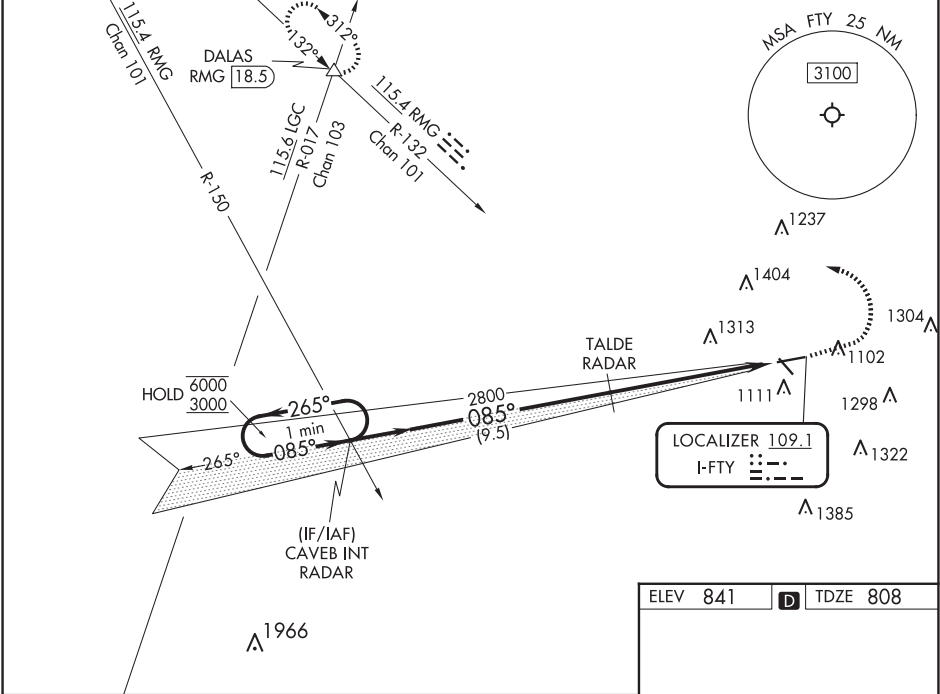 115.4 RMG
Chan 101
R-150
DALAS
RMG 18.5
132°
312°
115.6 LGC
R-017
Chan 103
115.4 RMG
R-132
Chan 101
MSA FTY 25 NM
3100
1237
1404
1313
1304
1102
1111
1298
1322
1385
TALDE
RADAR
HOLD 6000
3000
265°
1 min
085°
265°
2800
085°
(9.5)
LOCALIZER 109.1
I-FTY
(IF/IAF)
CAVEB INT
RADAR
1966
ELEV 841 D TDZE 808